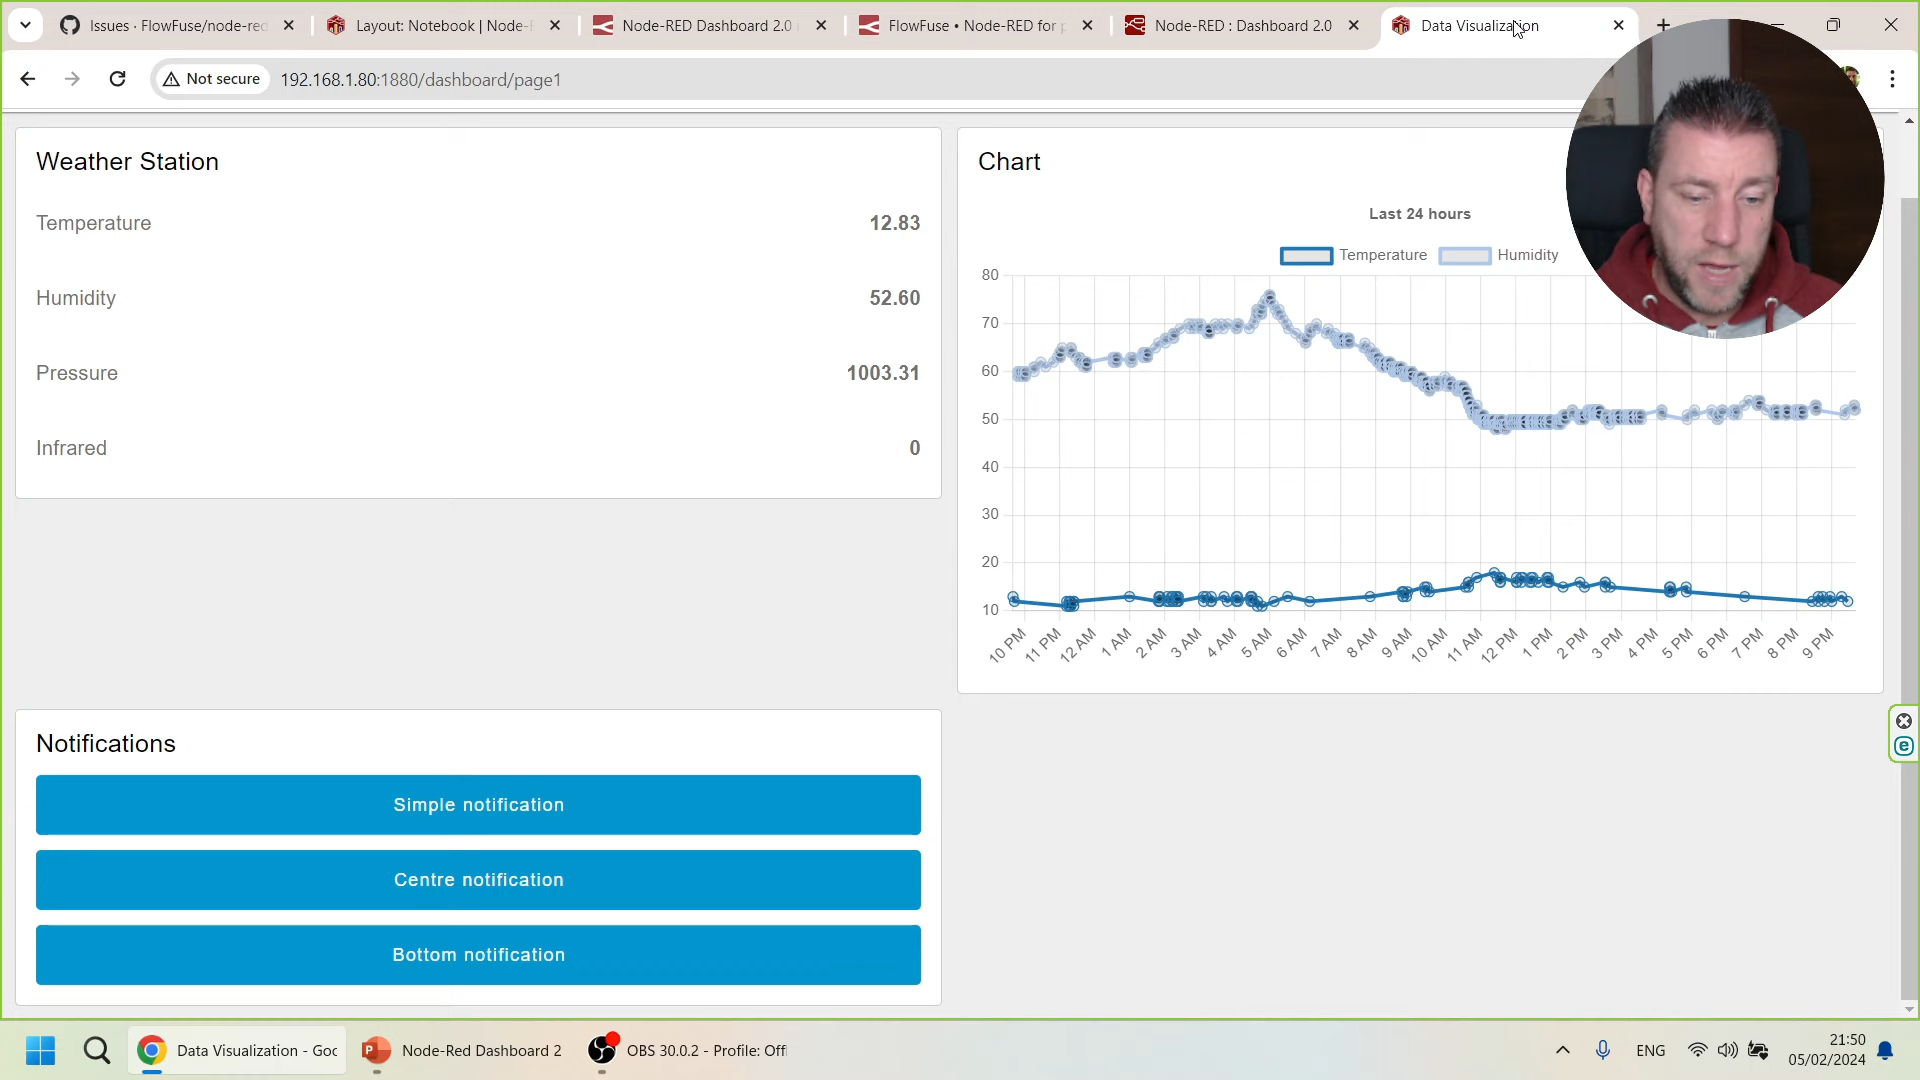 Issues · FlowFuse/node-red
Layout: Notebook | Node-
Node-RED Dashboard 2.0
FlowFuse • Node-RED for
Node-RED : Dashboard 2.0
Data Visualization
Not secure
192.168.1.80:1880/dashboard/page1
Weather Station
Temperature 12.83
Humidity 52.60
Pressure 1003.31
Infrared 0
Chart
Last 24 hours
Temperature Humidity
80
70
60
50
40
30
20
10
10 PM 11 PM 12 AM 1 AM 2 AM 3 AM 4 AM 5 AM 6 AM 7 AM 8 AM 9 AM 10 AM 11 AM 12 PM 1 PM 2 PM 3 PM 4 PM 5 PM 6 PM 7 PM 8 PM 9 PM
Notifications
Simple notification
Centre notification
Bottom notification
Data Visualization - Goo
Node-Red Dashboard 2
OBS 30.0.2 - Profile: Off
ENG
21:50
05/02/2024